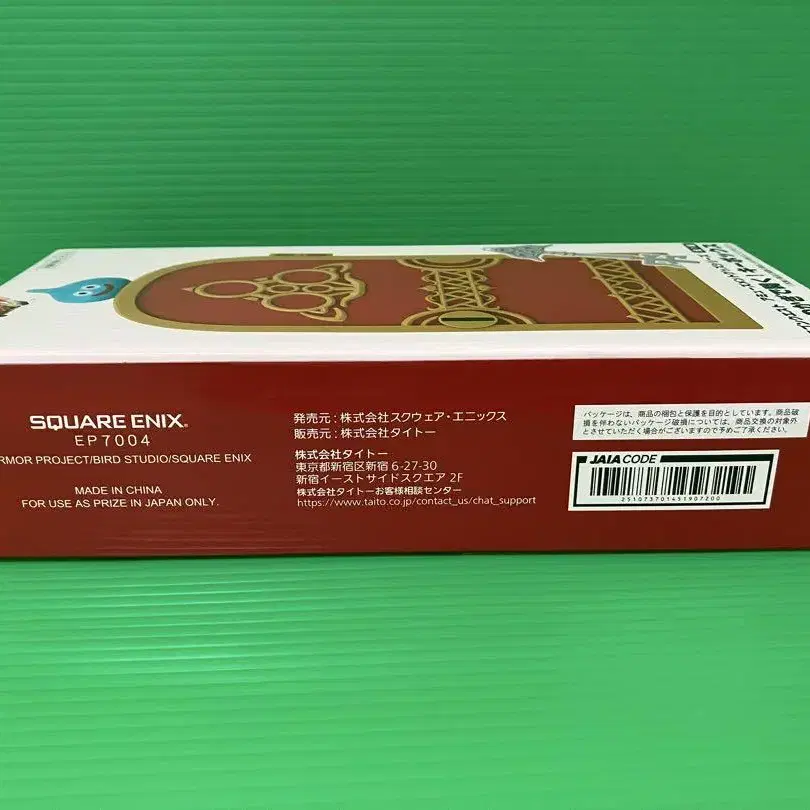 SQUARE ENIX.
EP7004
RMOR PROJECT/BIRD STUDIO/SQUARE ENIX
MADE IN CHINA
FOR USE AS PRIZE IN JAPAN ONLY.
発売元:株式会社スクウェア・エニックス
販売元:株式会社タイトー
株式会社タイトー
東京都新宿区新宿 6-27-30
新宿イーストサイドスクエア 2F
株式会社タイトーお客様相談センター
https://www.taito.co.jp/contact_us/chat_support
パッケージは、商品の梱包と保護を目的としています。商品破
損を伴わないパッケージ破損については、商品交換の対象外
とさせていただく場合がございますので予めご了承ください。
JAIA CODE
251073701451907200